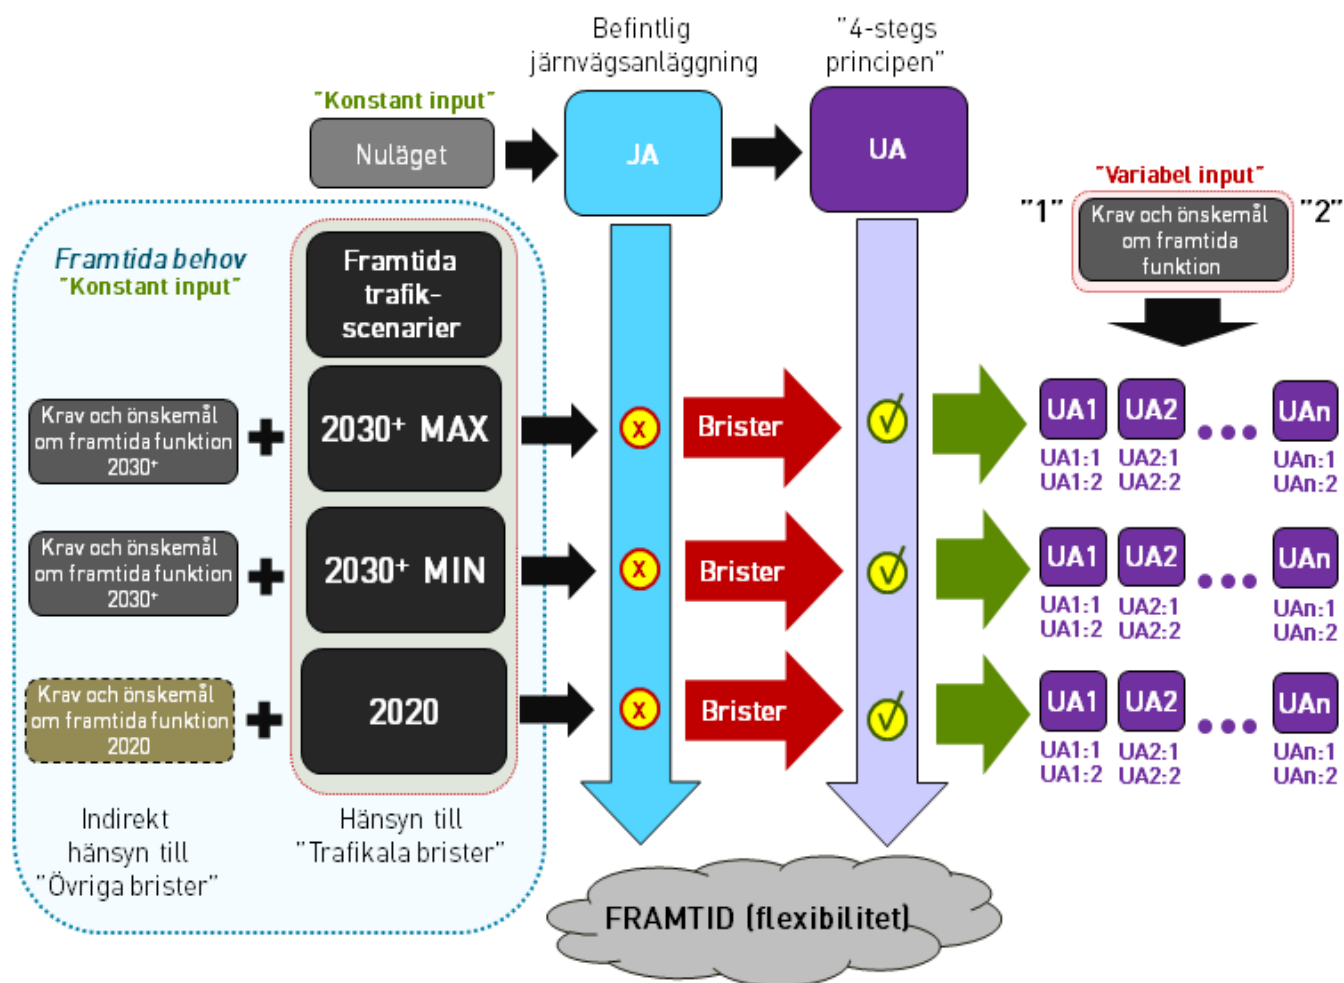 Befintlig
järnvägsanläggning
"4-stegs
principen"
"Konstant input"
Nuläget
JA
UA
"Variabel input"
"1"
Krav och önskemål
om framtida
funktion
"2"
Framtida behov
"Konstant input"
Framtida
trafik-
scenarier
Krav och önskemål
om framtida funktion
2030+
+
2030+ MAX
x
Brister
✓
UA1
UA2
...
UAn
UA1:1
UA1:2
UA2:1
UA2:2
UAn:1
UAn:2
Krav och önskemål
om framtida funktion
2030+
+
2030+ MIN
x
Brister
✓
UA1
UA2
...
UAn
UA1:1
UA1:2
UA2:1
UA2:2
UAn:1
UAn:2
Krav och önskemål
om framtida funktion
2020
+
2020
x
Brister
✓
UA1
UA2
...
UAn
UA1:1
UA1:2
UA2:1
UA2:2
UAn:1
UAn:2
Indirekt
hänsyn till
"Övriga brister"
Hänsyn till
"Trafikala brister"
FRAMTID (flexibilitet)